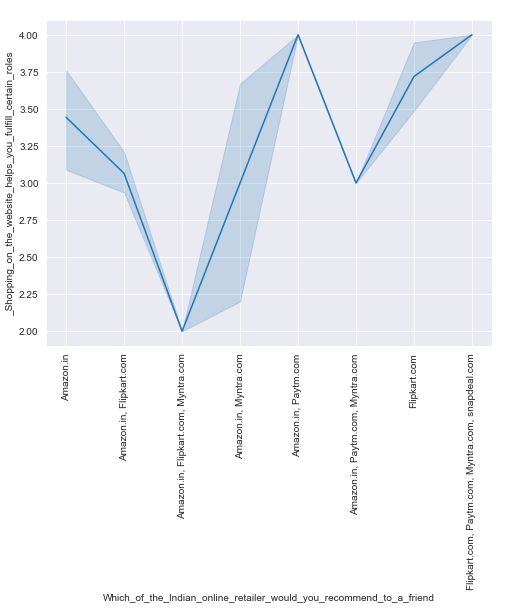 _Shopping_on_the_website_helps_you_fulfill_certain_roles
4.00
3.75
3.50
3.25
3.00
2.75
2.50
2.25
2.00
Amazon.in
Amazon.in, Flipkart.com
Amazon.in, Flipkart.com, Myntra.com
Amazon.in, Myntra.com
Amazon.in, Paytm.com
Amazon.in, Paytm.com, Myntra.com
Flipkart.com
Flipkart.com, Paytm.com, Myntra.com, snapdeal.com
Which_of_the_Indian_online_retailer_would_you_recommend_to_a_friend